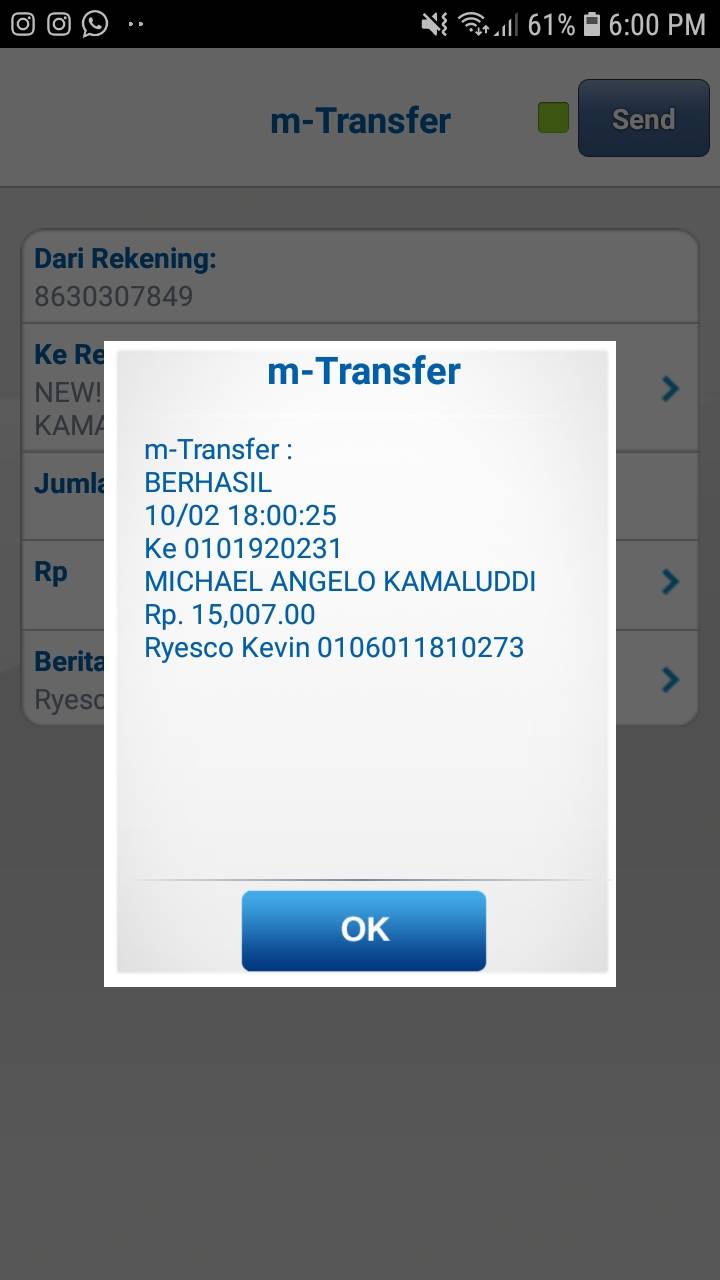 61% 6:00 PM
m-Transfer
Send
Dari Rekening:
8630307849
Ke Re
NEW!
KAMA
Jumla
Rp
Berita
Ryesc
m-Transfer
m-Transfer :
BERHASIL
10/02 18:00:25
Ke 0101920231
MICHAEL ANGELO KAMALUDDI
Rp. 15,007.00
Ryesco Kevin 0106011810273
OK